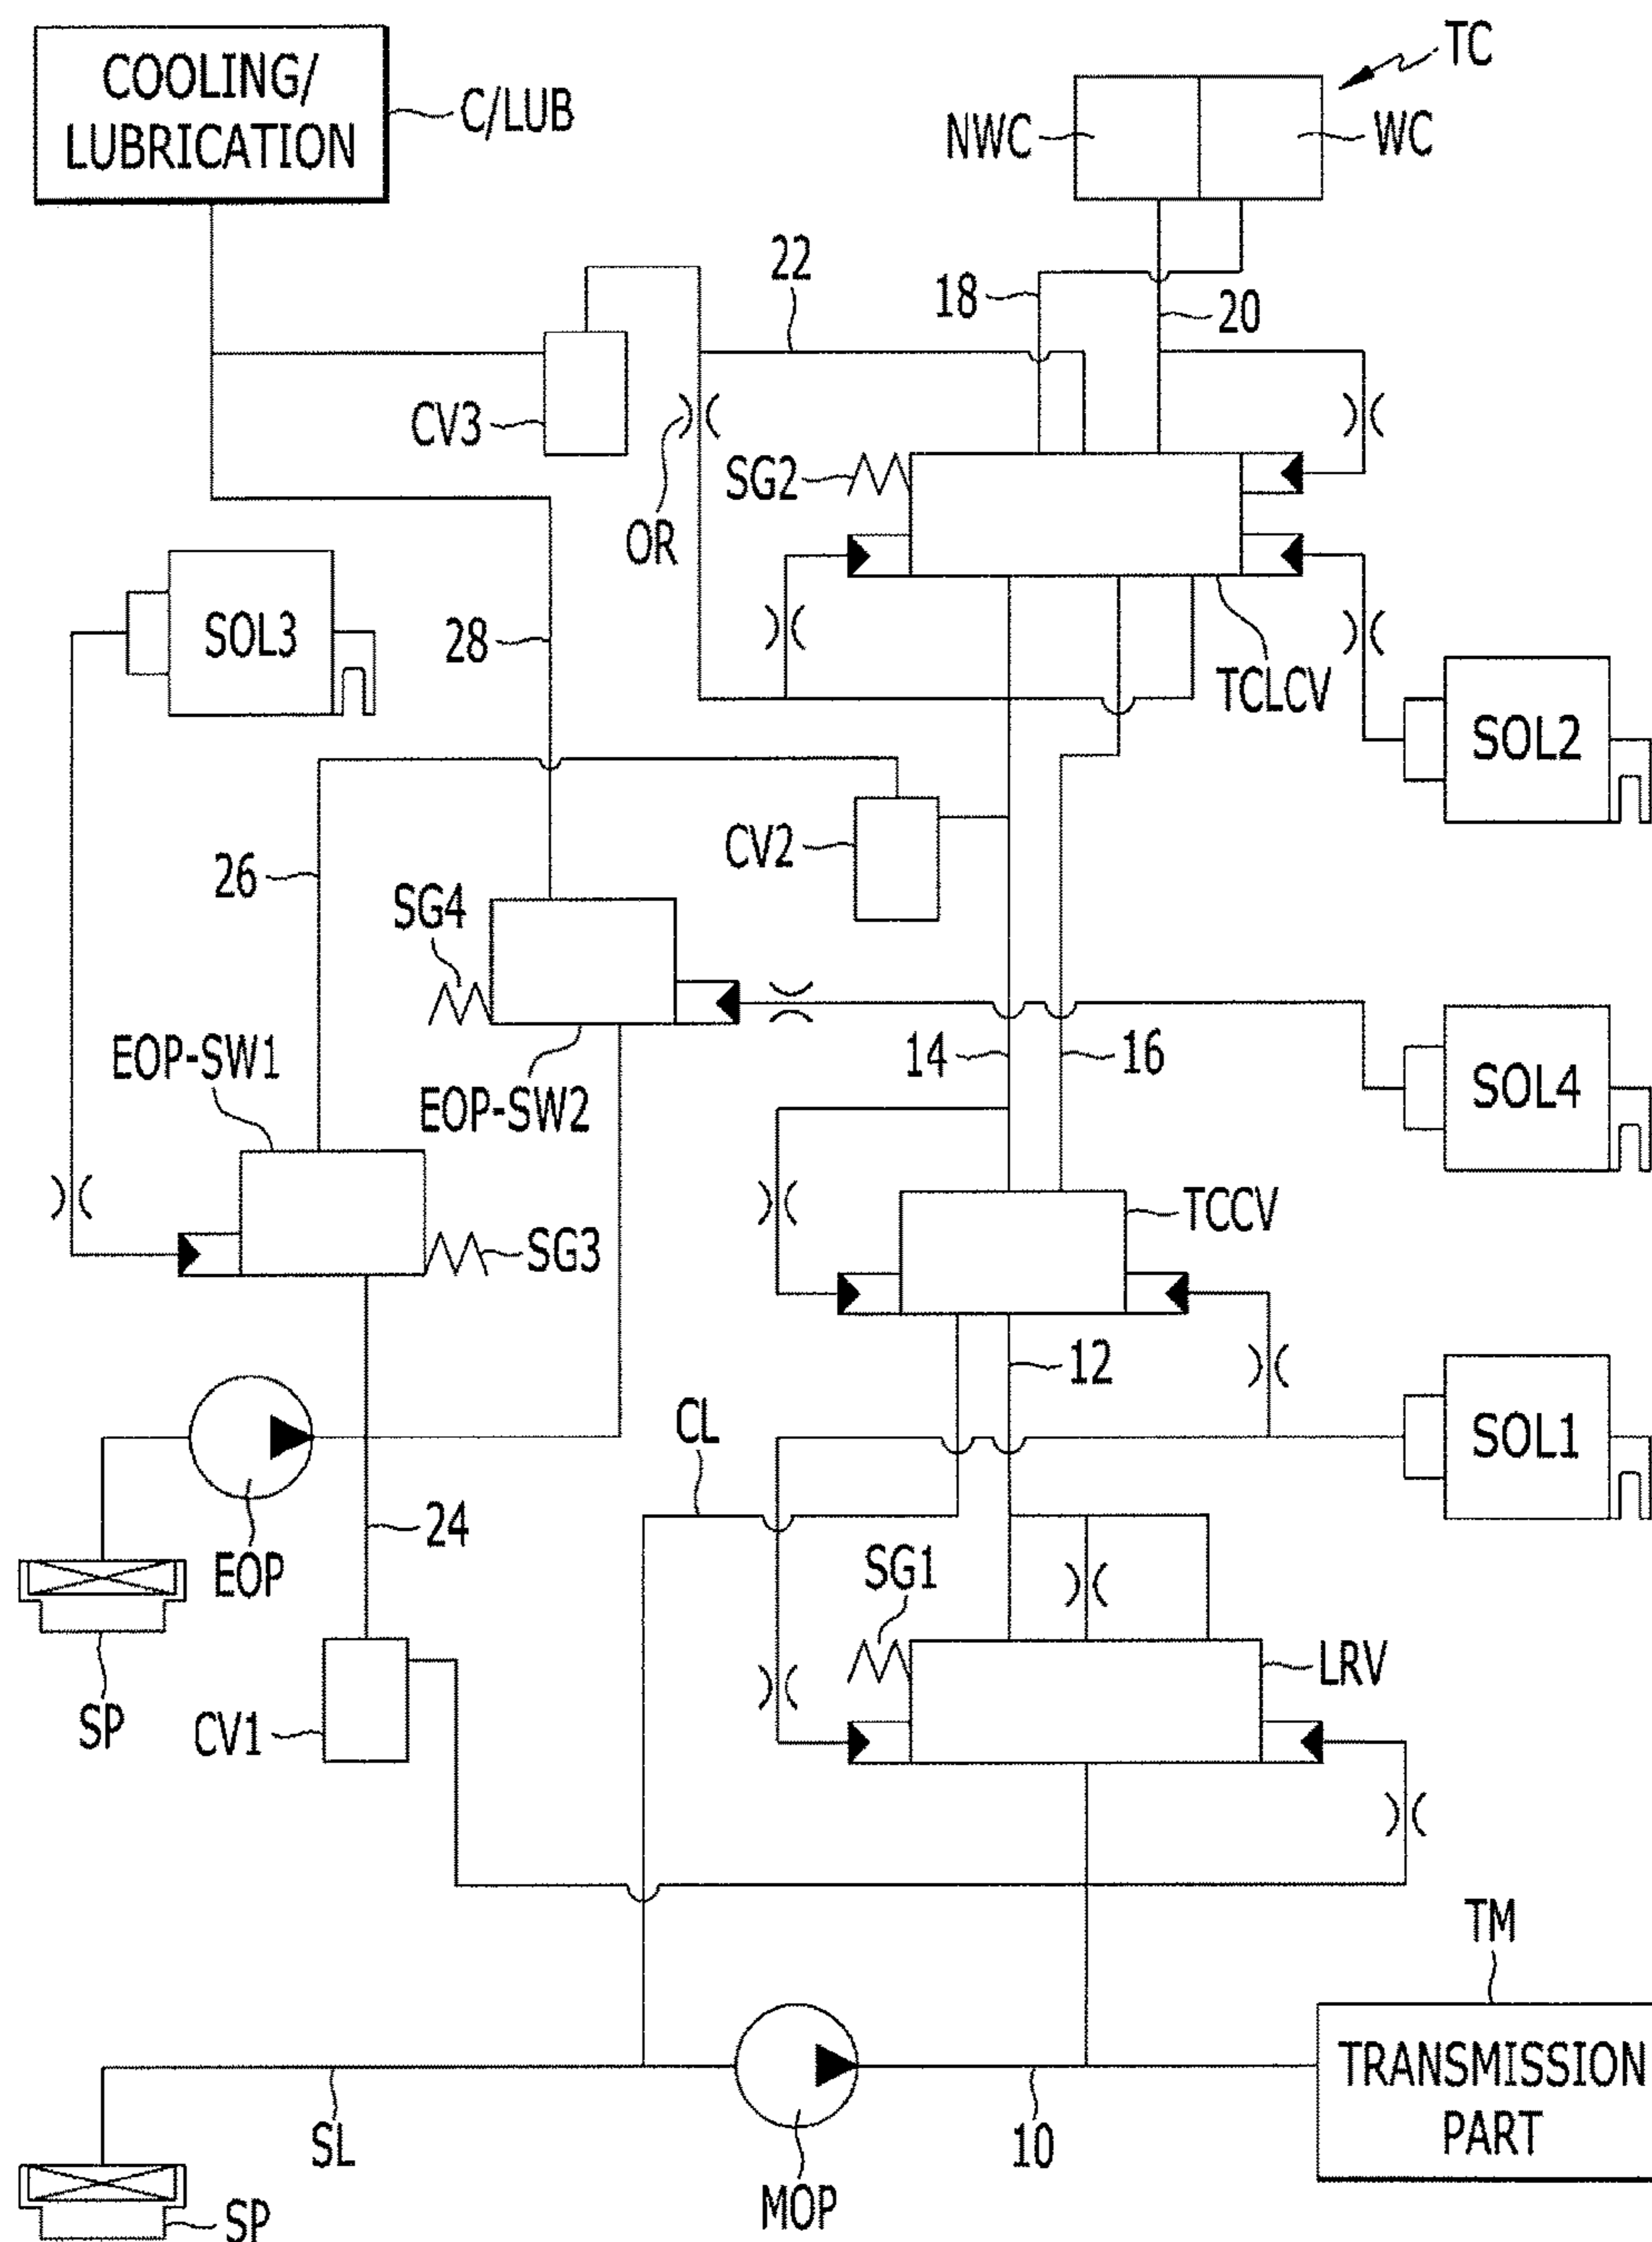 COOLING/
LUBRICATION
C/LUB
TC
NWC
WC
22
18
20
CV3
SG2
OR
SOL3
28
TCLCV
SOL2
CV2
26
SG4
EOP-SW1
14
16
EOP-SW2
SOL4
TCCV
SG3
12
CL
SOL1
24
EOP
SG1
LRV
SP
CV1
TM
TRANSMISSION
PART
SL
10
MOP
SP